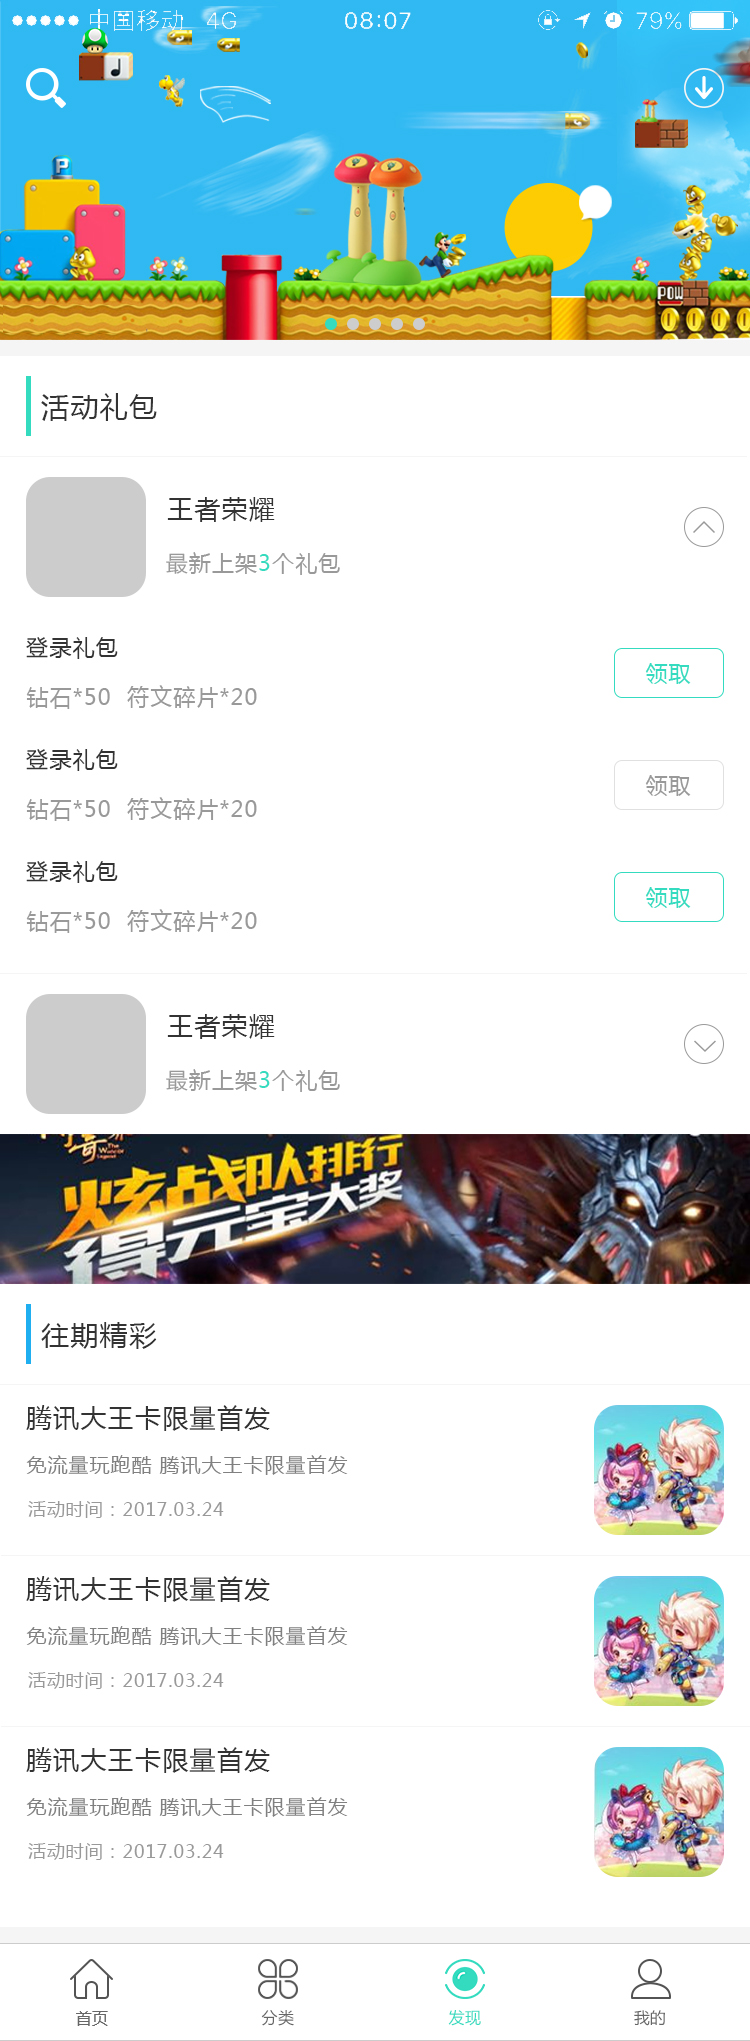 中国移动 4G 08:07 79%
P
POW
活动礼包
王者荣耀
最新上架3个礼包
登录礼包
钻石*50 符文碎片*20
领取
登录礼包
钻石*50 符文碎片*20
领取
登录礼包
钻石*50 符文碎片*20
领取
王者荣耀
最新上架3个礼包
炫战队排行
得元宝大奖
往期精彩
腾讯大王卡限量首发
免流量玩跑酷 腾讯大王卡限量首发
活动时间：2017.03.24
腾讯大王卡限量首发
免流量玩跑酷 腾讯大王卡限量首发
活动时间：2017.03.24
腾讯大王卡限量首发
免流量玩跑酷 腾讯大王卡限量首发
活动时间：2017.03.24
首页 分类 发现 我的